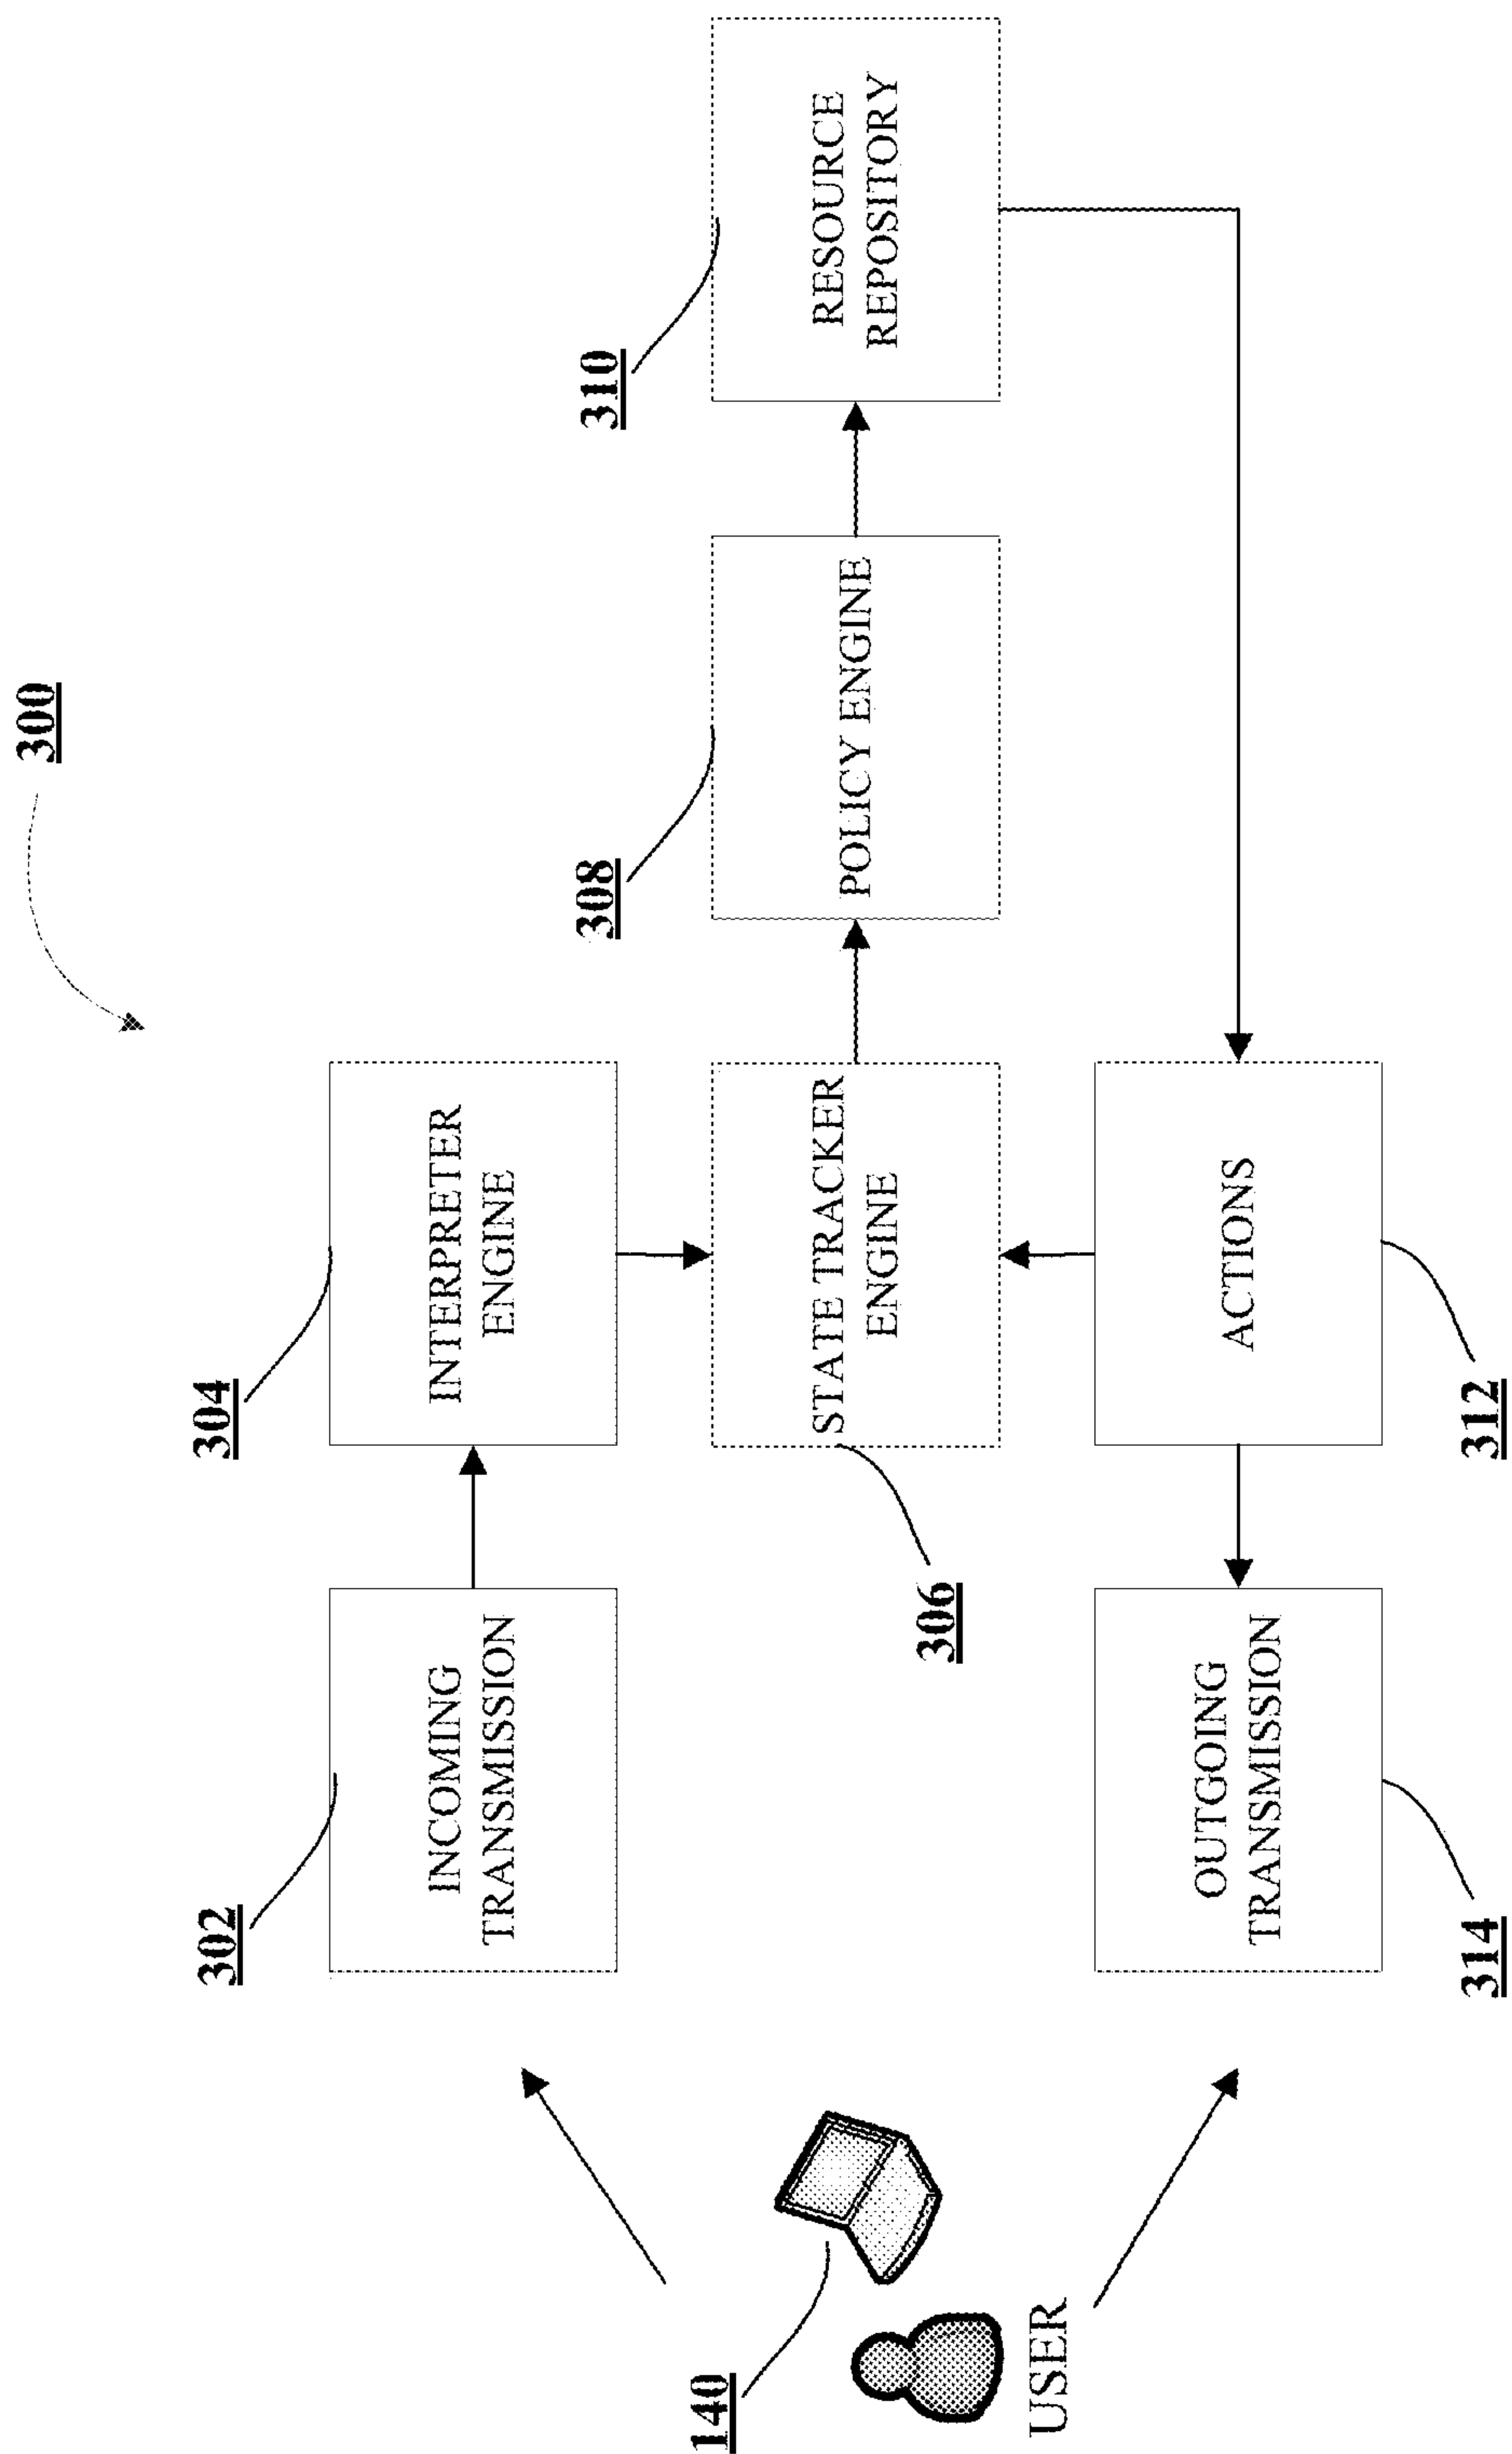 300
302
INCOMING
TRANSMISSION
304
INTERPRETER
ENGINE
306
STATE TRACKER
ENGINE
308
POLICY ENGINE
310
RESOURCE
REPOSITORY
140
USER
314
OUTGOING
TRANSMISSION
312
ACTIONS